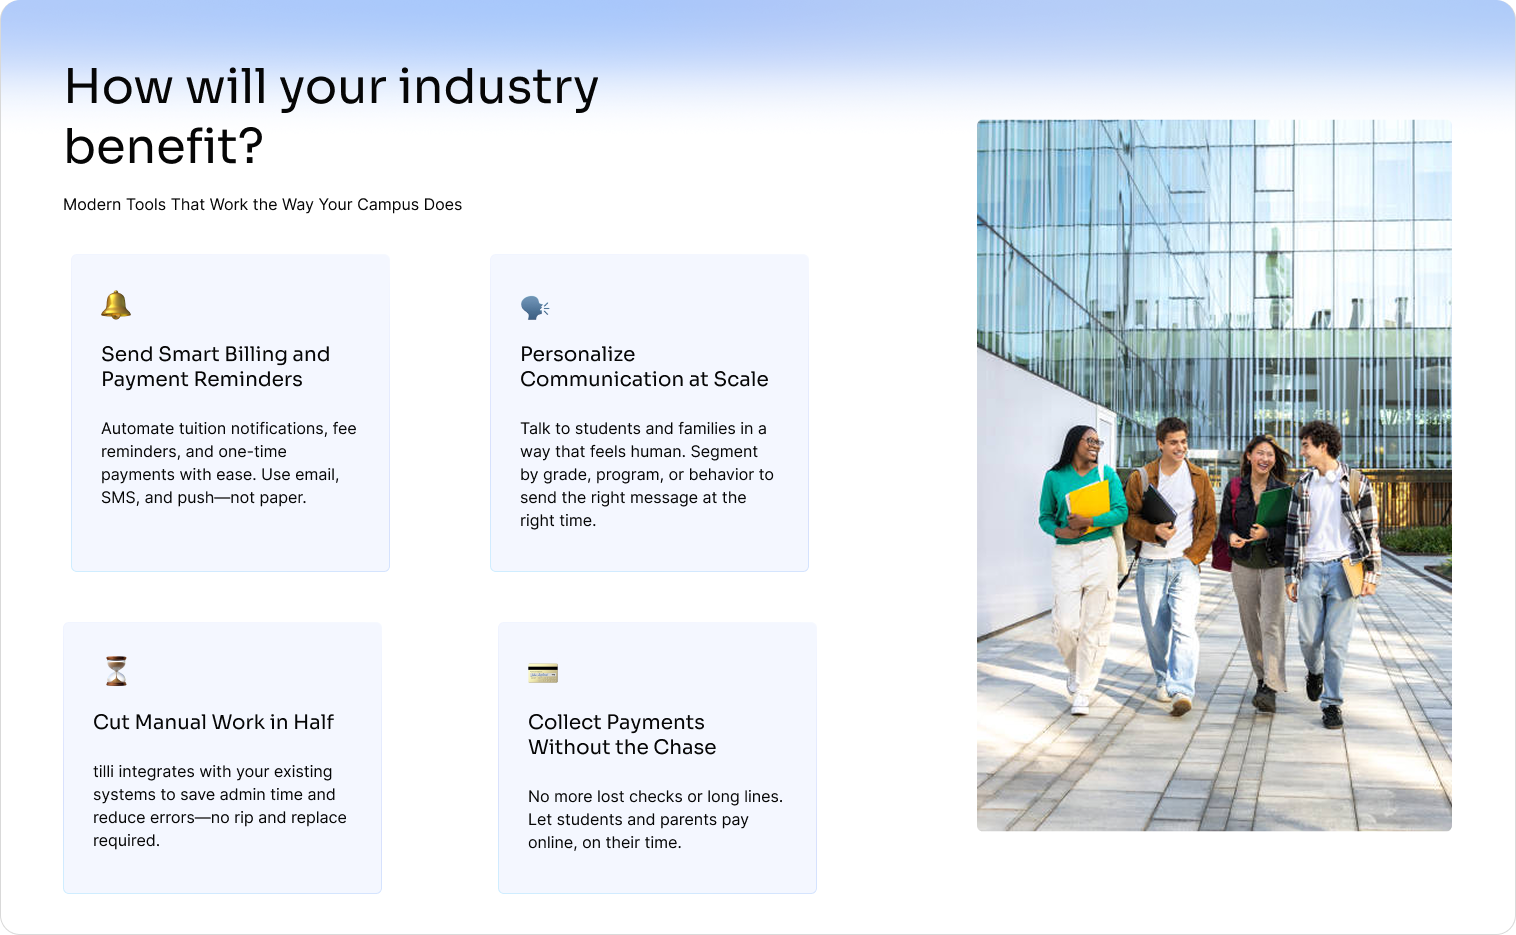 How will your industry
benefit?
Modern Tools That Work the Way Your Campus Does
Send Smart Billing and
Payment Reminders
Automate tuition notifications, fee
reminders, and one-time
payments with ease. Use email,
SMS, and push—not paper.
Personalize
Communication at Scale
Talk to students and families in a
way that feels human. Segment
by grade, program, or behavior to
send the right message at the
right time.
Cut Manual Work in Half
tilli integrates with your existing
systems to save admin time and
reduce errors—no rip and replace
required.
Collect Payments
Without the Chase
No more lost checks or long lines.
Let students and parents pay
online, on their time.